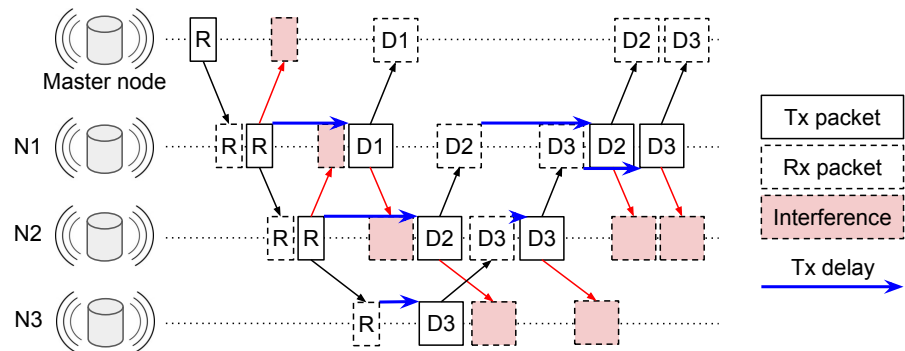 R D1 D2 D3
Master node
N1 R R D1 D2 D3 D2 D3
N2 R R D2 D3 D3
N3 R D3
Tx packet
Rx packet
Interference
Tx delay